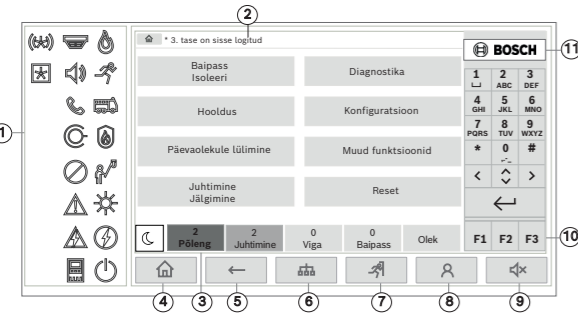 2
* 3. tase on sisse logitud
BOSCH
11
1
Baipass
Isoleeri
Diagnostika
Hooldus
Konfiguratsioon
Päevaolekule lülimine
Muud funktsioonid
Juhtimine
Jälgimine
Reset
1 2 3
ABC DEF
4 5 6
GHI JKL MNO
7 8 9
PQRS TUV WXYZ
* 0 #
< >
F1 F2 F3
10
2 2 0 0
Põleng Juhtimine Viga Baipass Olek
4 3 5 6 7 8 9